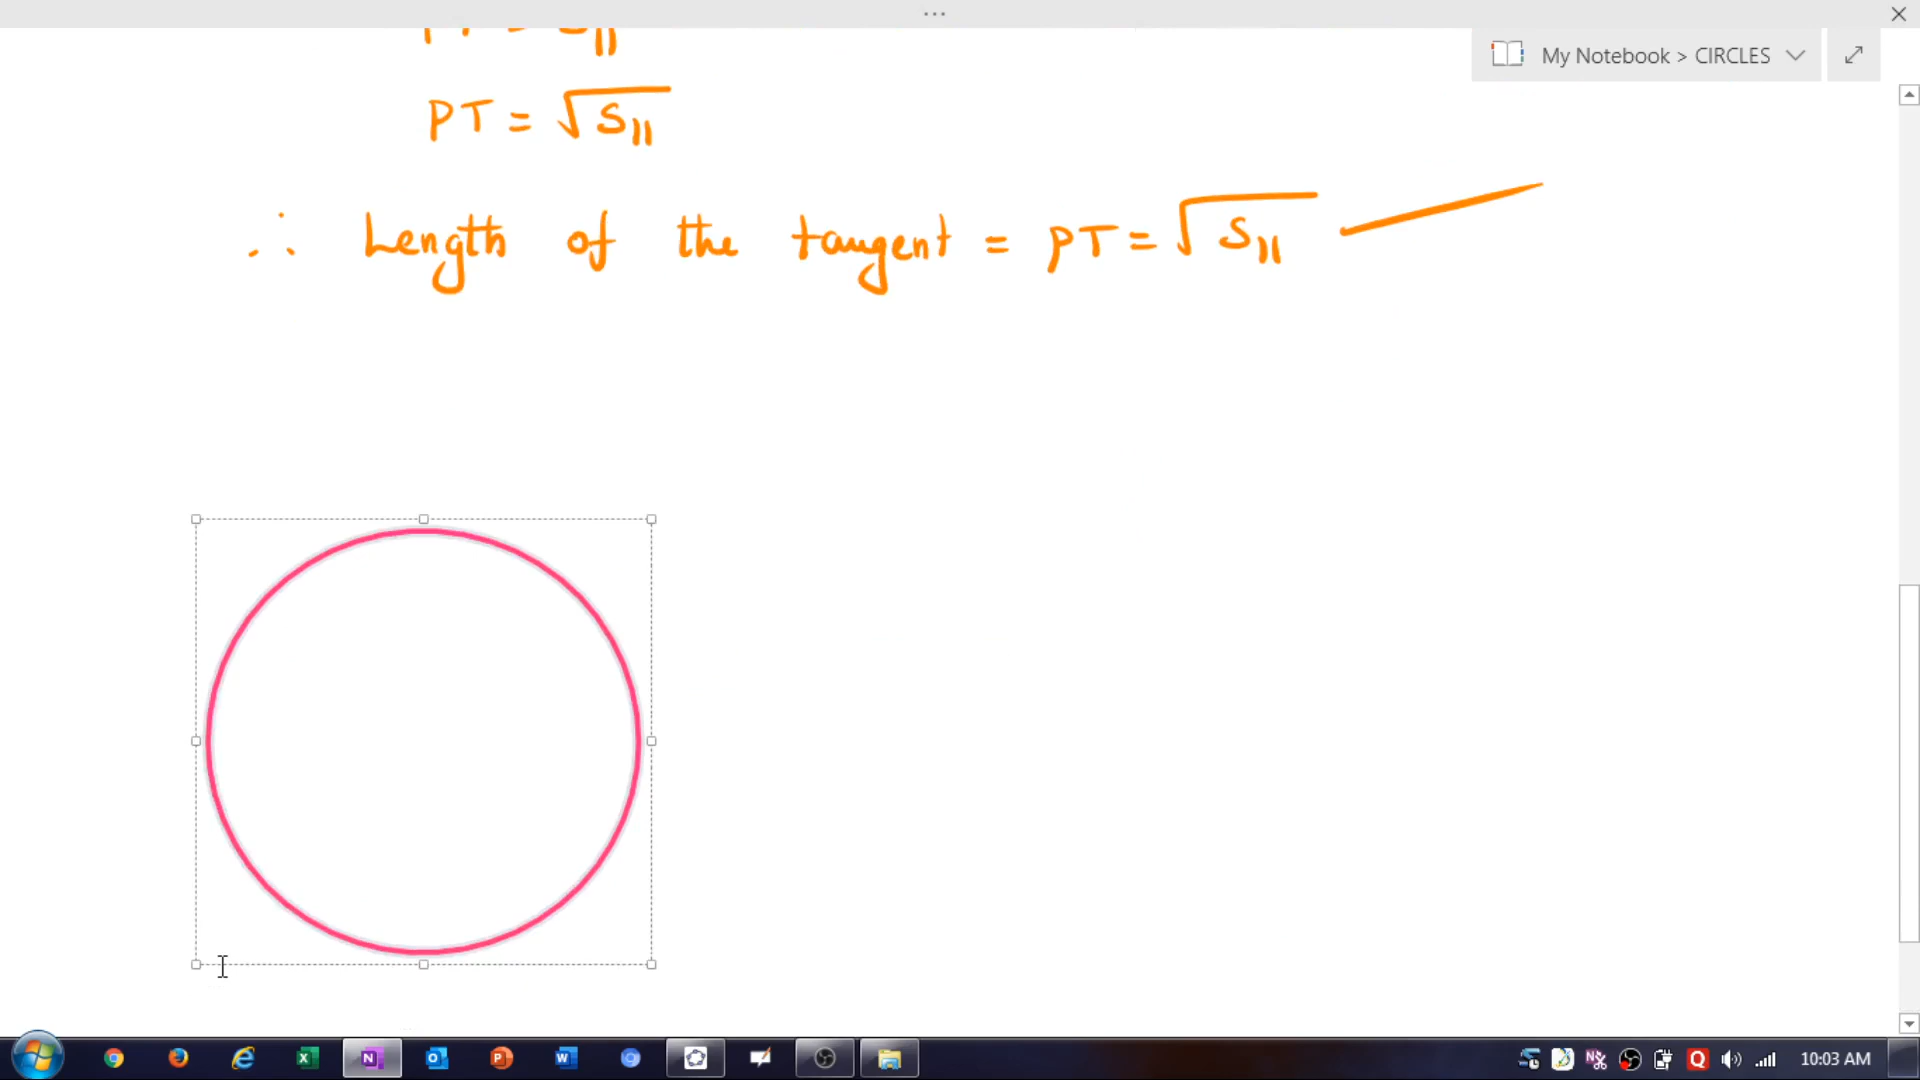 ...
My Notebook > CIRCLES
PT = √S₁₁
∴ Length of the tangent = PT = √S₁₁
10:03 AM